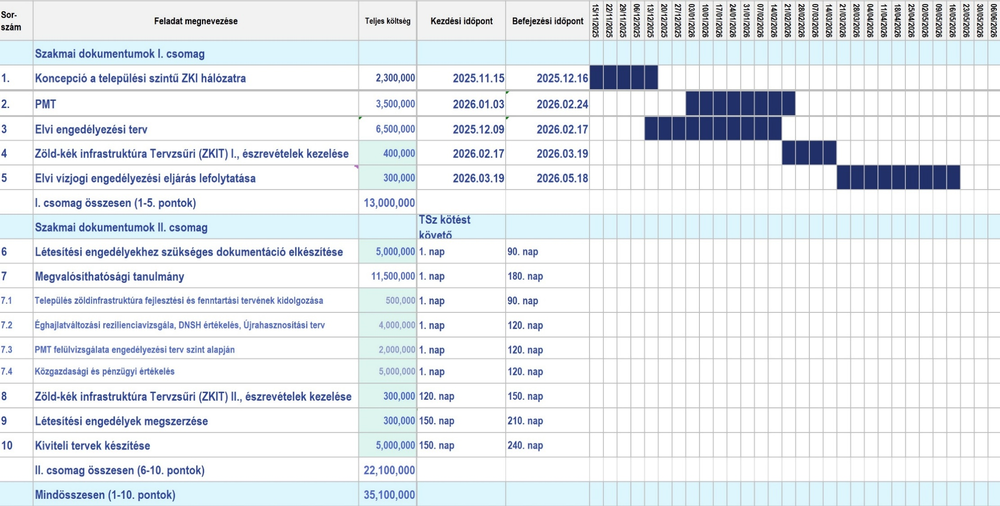 Sor-szám Feladat megnevezése Teljes költség Kezdési időpont Befejezési időpont 15/11/2025 22/11/2025 29/11/2025 06/12/2025 13/12/2025 20/12/2025 27/12/2025 03/01/2026 10/01/2026 17/01/2026 24/01/2026 31/01/2026 07/02/2026 14/02/2026 21/02/2026 28/02/2026 07/03/2026 14/03/2026 21/03/2026 28/03/2026 04/04/2026 11/04/2026 18/04/2026 25/04/2026 02/05/2026 09/05/2026 16/05/2026 23/05/2026 30/05/2026 06/06/2026
Szakmai dokumentumok I. csomag
1. Koncepció a települési szintű ZKI hálózatra 2,300,000 2025.11.15 2025.12.16
2. PMT 3,500,000 2026.01.03 2026.02.24
3 Elvi engedélyezési terv 6,500,000 2025.12.09 2026.02.17
4 Zöld-kék infrastruktúra Tervzsűri (ZKIT) I., észrevételek kezelése 400,000 2026.02.17 2026.03.19
5 Elvi vízjogi engedélyezési eljárás lefolytatása 300,000 2026.03.19 2026.05.18
I. csomag összesen (1-5. pontok) 13,000,000
Szakmai dokumentumok II. csomag TSz kötést követő
6 Létesítési engedélyekhez szükséges dokumentáció elkészítése 5,000,000 1. nap 90. nap
7 Megvalósíthatósági tanulmány 11,500,000 1. nap 180. nap
7.1 Település zöldinfrastruktúra fejlesztési és fenntartási tervének kidolgozása 500,000 1. nap 90. nap
7.2 Éghajlatváltozási rezilienciavizsgála, DNSH értékelés, Újrahasznosítási terv 4,000,000 1. nap 120. nap
7.3 PMT felülvizsgálata engedélyezési terv szint alapján 2,000,000 1. nap 120. nap
7.4 Közgazdasági és pénzügyi értékelés 5,000,000 1. nap 120. nap
8 Zöld-kék infrastruktúra Tervzsűri (ZKIT) II., észrevételek kezelése 300,000 120. nap 150. nap
9 Létesítési engedélyek megszerzése 300,000 150. nap 210. nap
10 Kiviteli tervek készítése 5,000,000 150. nap 240. nap
II. csomag összesen (6-10. pontok) 22,100,000
Mindösszesen (1-10. pontok) 35,100,000